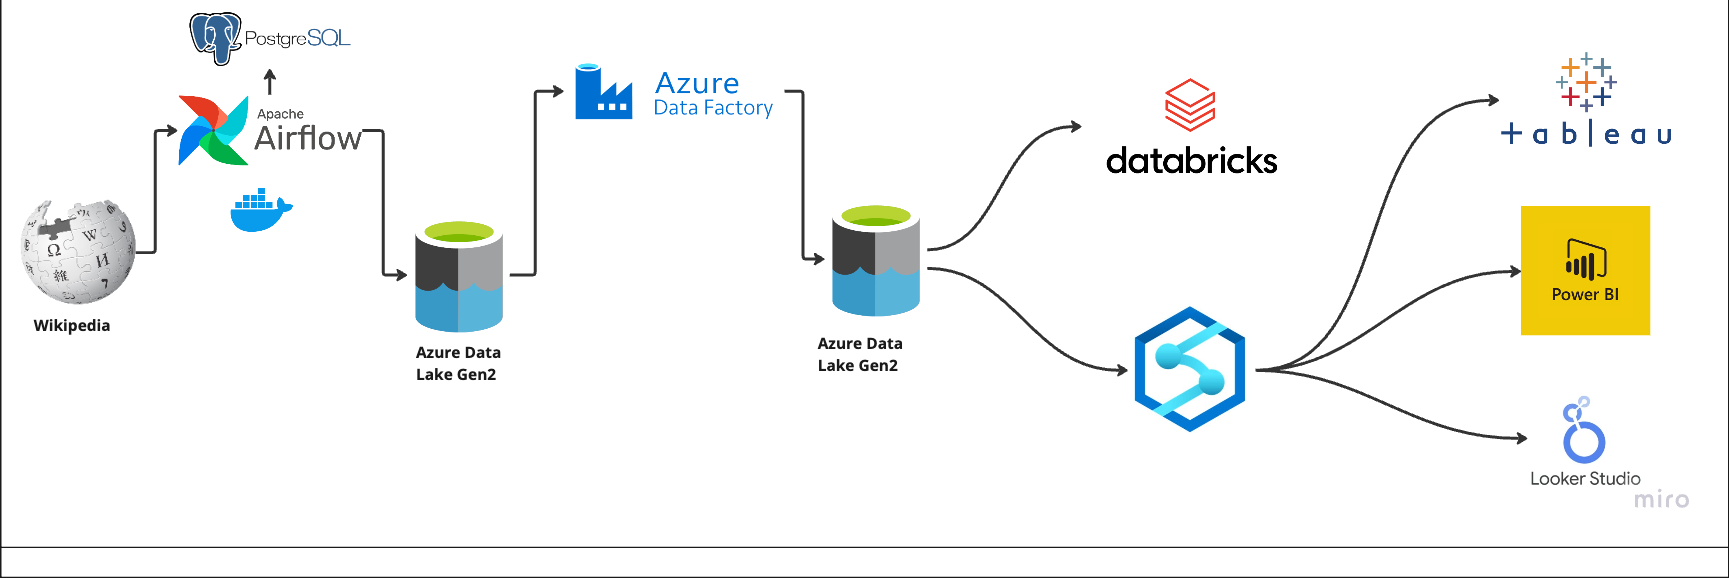 PostgreSQL
Apache
Airflow
Wikipedia
Azure Data
Lake Gen2
Azure
Data Factory
Azure Data
Lake Gen2
databricks
tableau
Power BI
Looker Studio
miro